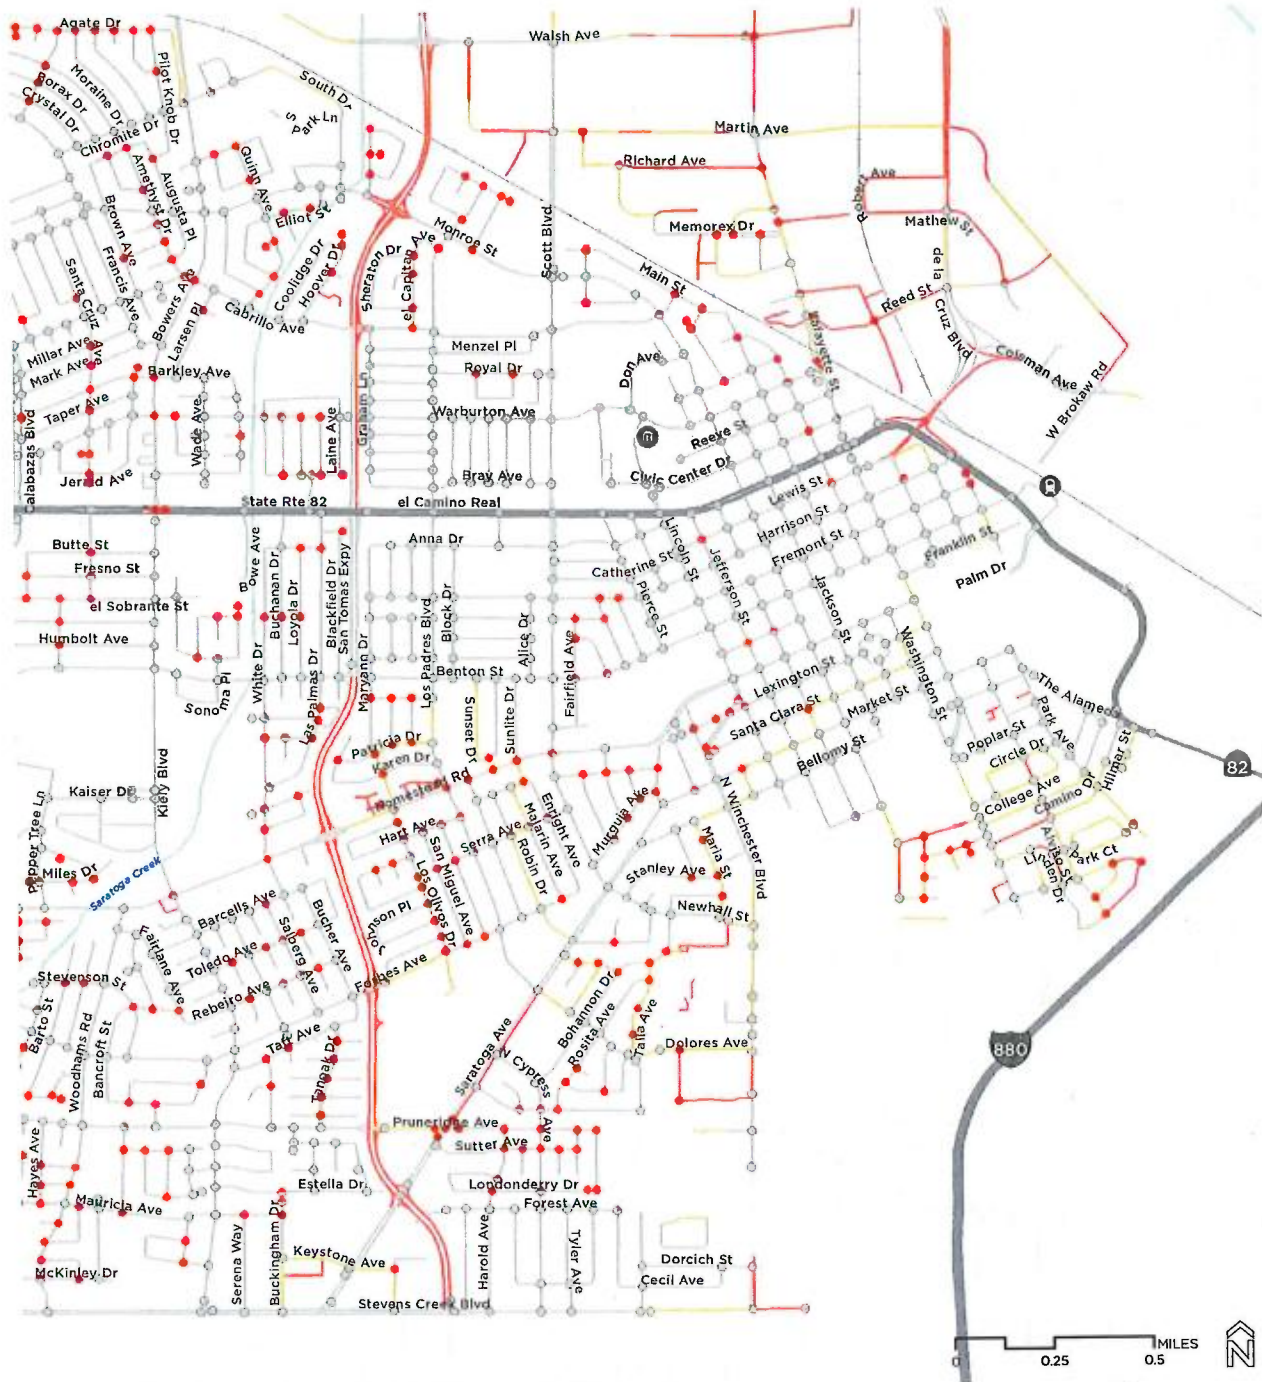 Agate Dr
Walsh Ave
Pilot Knob Dr
Moraine Dr
Borax Dr
Crystal Dr
South Dr
S Park Ln
Chromite Dr
Martin Ave
Richard Ave
Quinn Ave
Amethyst Dr
Augusta Pl
Robert Ave
Elliot St
Brown Ave
Francis Ave
Monroe St
Memorex Dr
Mathew St
Scott Blvd
Coolidge Dr
Hoover Dr
Sheraton Dr
el Capitan Ave
Main St
Santa Cruz Ave
Bowers Ave
Larsen Pl
Cabrillo Ave
Reed St
de la Cruz Blvd
Lafayette St
Coleman Ave
W Brokaw Rd
Millar Ave
Mark Ave
Menzel Pl
Don Ave
Barkley Ave
Royal Dr
Taper Ave
Wade Ave
Laine Ave
Graham Ln
Warburton Ave
Calabazas Blvd
Reeve St
Jerald Ave
Bray Ave
Civic Center Dr
Lewis St
State Rte 82
el Camino Real
Harrison St
Fremont St
Franklin St
Butte St
Anna Dr
Lincoln St
Jefferson St
Catherine St
Fresno St
Bowe Ave
Palm Dr
el Sobrante St
Buchanan Dr
Loyola Dr
Blackfield Dr
San Tomas Expy
Los Padres Blvd
Block Dr
Pierce St
Jackson St
Humbolt Ave
Alice Dr
Fairfield Ave
Washington St
Benton St
Lexington St
Sonoma Pl
White Dr
Las Palmas Dr
Maryann Dr
The Alameda
Santa Clara St
Market St
Sunset Dr
Sunlite Dr
Park Ave
Poplar St
Patricia Dr
Karen Dr
Bellomy St
Circle Dr
Hilmar St
82
Kiely Blvd
Homestead Rd
College Ave
Camino Dr
Kaiser Dr
N Winchester Blvd
Pepper Tree Ln
Hart Ave
Serra Ave
Enright Ave
Malarin Ave
Robin Dr
Murguia Ave
Maria St
Alviso St
Park Ct
Linden Dr
Miles Dr
Saratoga Creek
San Miguel Ave
Los Olivos Dr
Stanley Ave
Newhall St
Barcells Ave
Bucher Ave
Salberg Ave
Johnson Pl
Fairlane Ave
Toledo Ave
Stevenson St
Forbes Ave
Rebeiro Ave
Bohannon Dr
Rosita Ave
Talia Ave
Barto St
Woodhams Rd
Bancroft St
Taft Ave
Tanoak Dr
Saratoga Ave
N Cypress Ave
Dolores Ave
880
Pruneridge Ave
Sutter Ave
Hayes Ave
Estella Dr
Londonderry Dr
Mauricia Ave
Forest Ave
Serena Way
Buckingham Dr
Harold Ave
Tyler Ave
Keystone Ave
Dorcich St
McKinley Dr
Cecil Ave
Stevens Creek Blvd
MILES
0
0.25
0.5
N